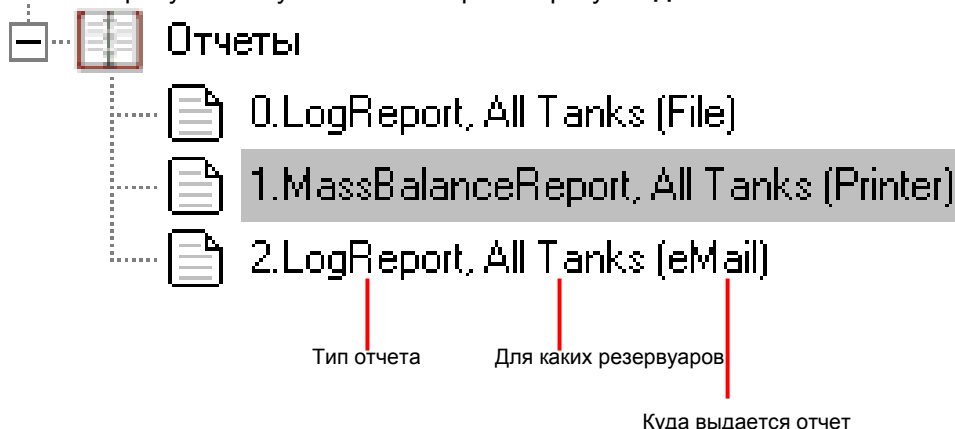 Отчеты
0.LogReport, All Tanks (File)
1.MassBalanceReport, All Tanks (Printer)
2.LogReport, All Tanks (eMail)
Тип отчета Для каких резервуаров
Куда выдается отчет